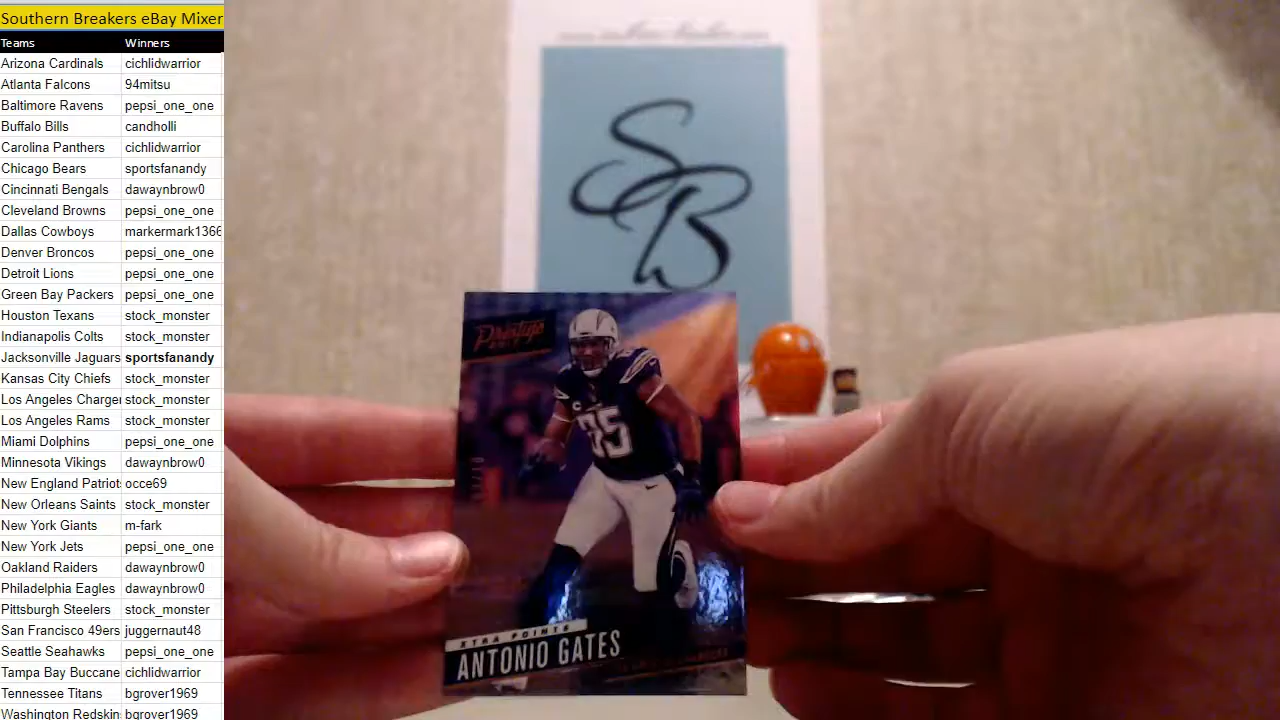 Southern Breakers eBay Mixer
Teams Winners
Arizona Cardinals cichlidwarrior
Atlanta Falcons 94mitsu
Baltimore Ravens pepsi_one_one
Buffalo Bills candholli
Carolina Panthers cichlidwarrior
Chicago Bears sportsfanandy
Cincinnati Bengals dawaynbrow0
Cleveland Browns pepsi_one_one
Dallas Cowboys markermark1366
Denver Broncos pepsi_one_one
Detroit Lions pepsi_one_one
Green Bay Packers pepsi_one_one
Houston Texans stock_monster
Indianapolis Colts stock_monster
Jacksonville Jaguars sportsfanandy
Kansas City Chiefs stock_monster
Los Angeles Charger stock_monster
Los Angeles Rams stock_monster
Miami Dolphins pepsi_one_one
Minnesota Vikings dawaynbrow0
New England Patriots occe69
New Orleans Saints stock_monster
New York Giants m-fark
New York Jets pepsi_one_one
Oakland Raiders dawaynbrow0
Philadelphia Eagles dawaynbrow0
Pittsburgh Steelers stock_monster
San Francisco 49ers juggernaut48
Seattle Seahawks pepsi_one_one
Tampa Bay Buccane cichlidwarrior
Tennessee Titans bgrover1969
Washington Redskin bgrover1969
SB
Prestige
85
XTRA POINTS
ANTONIO GATES